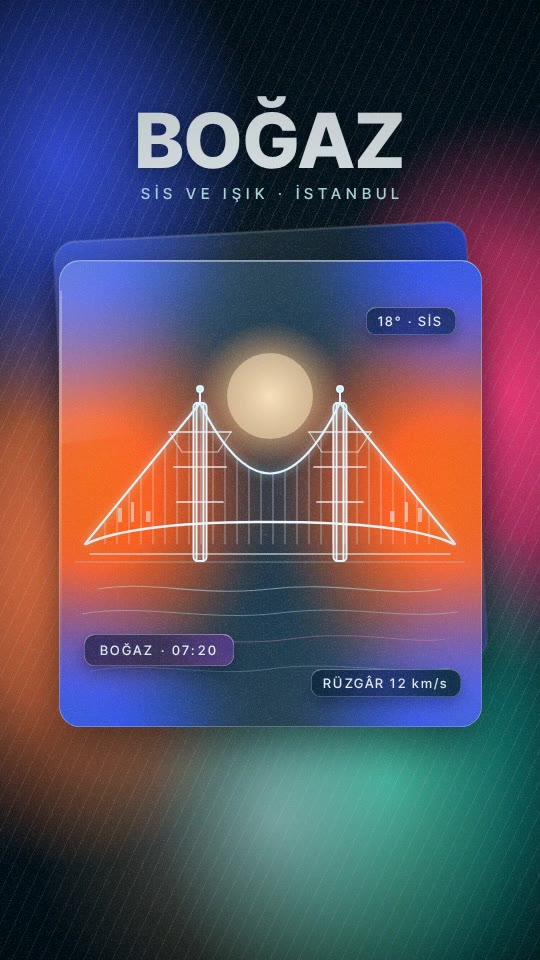 BOĞAZ
SİS VE IŞIK · İSTANBUL
18° · SİS
BOĞAZ · 07:20
RÜZGÂR 12 km/s